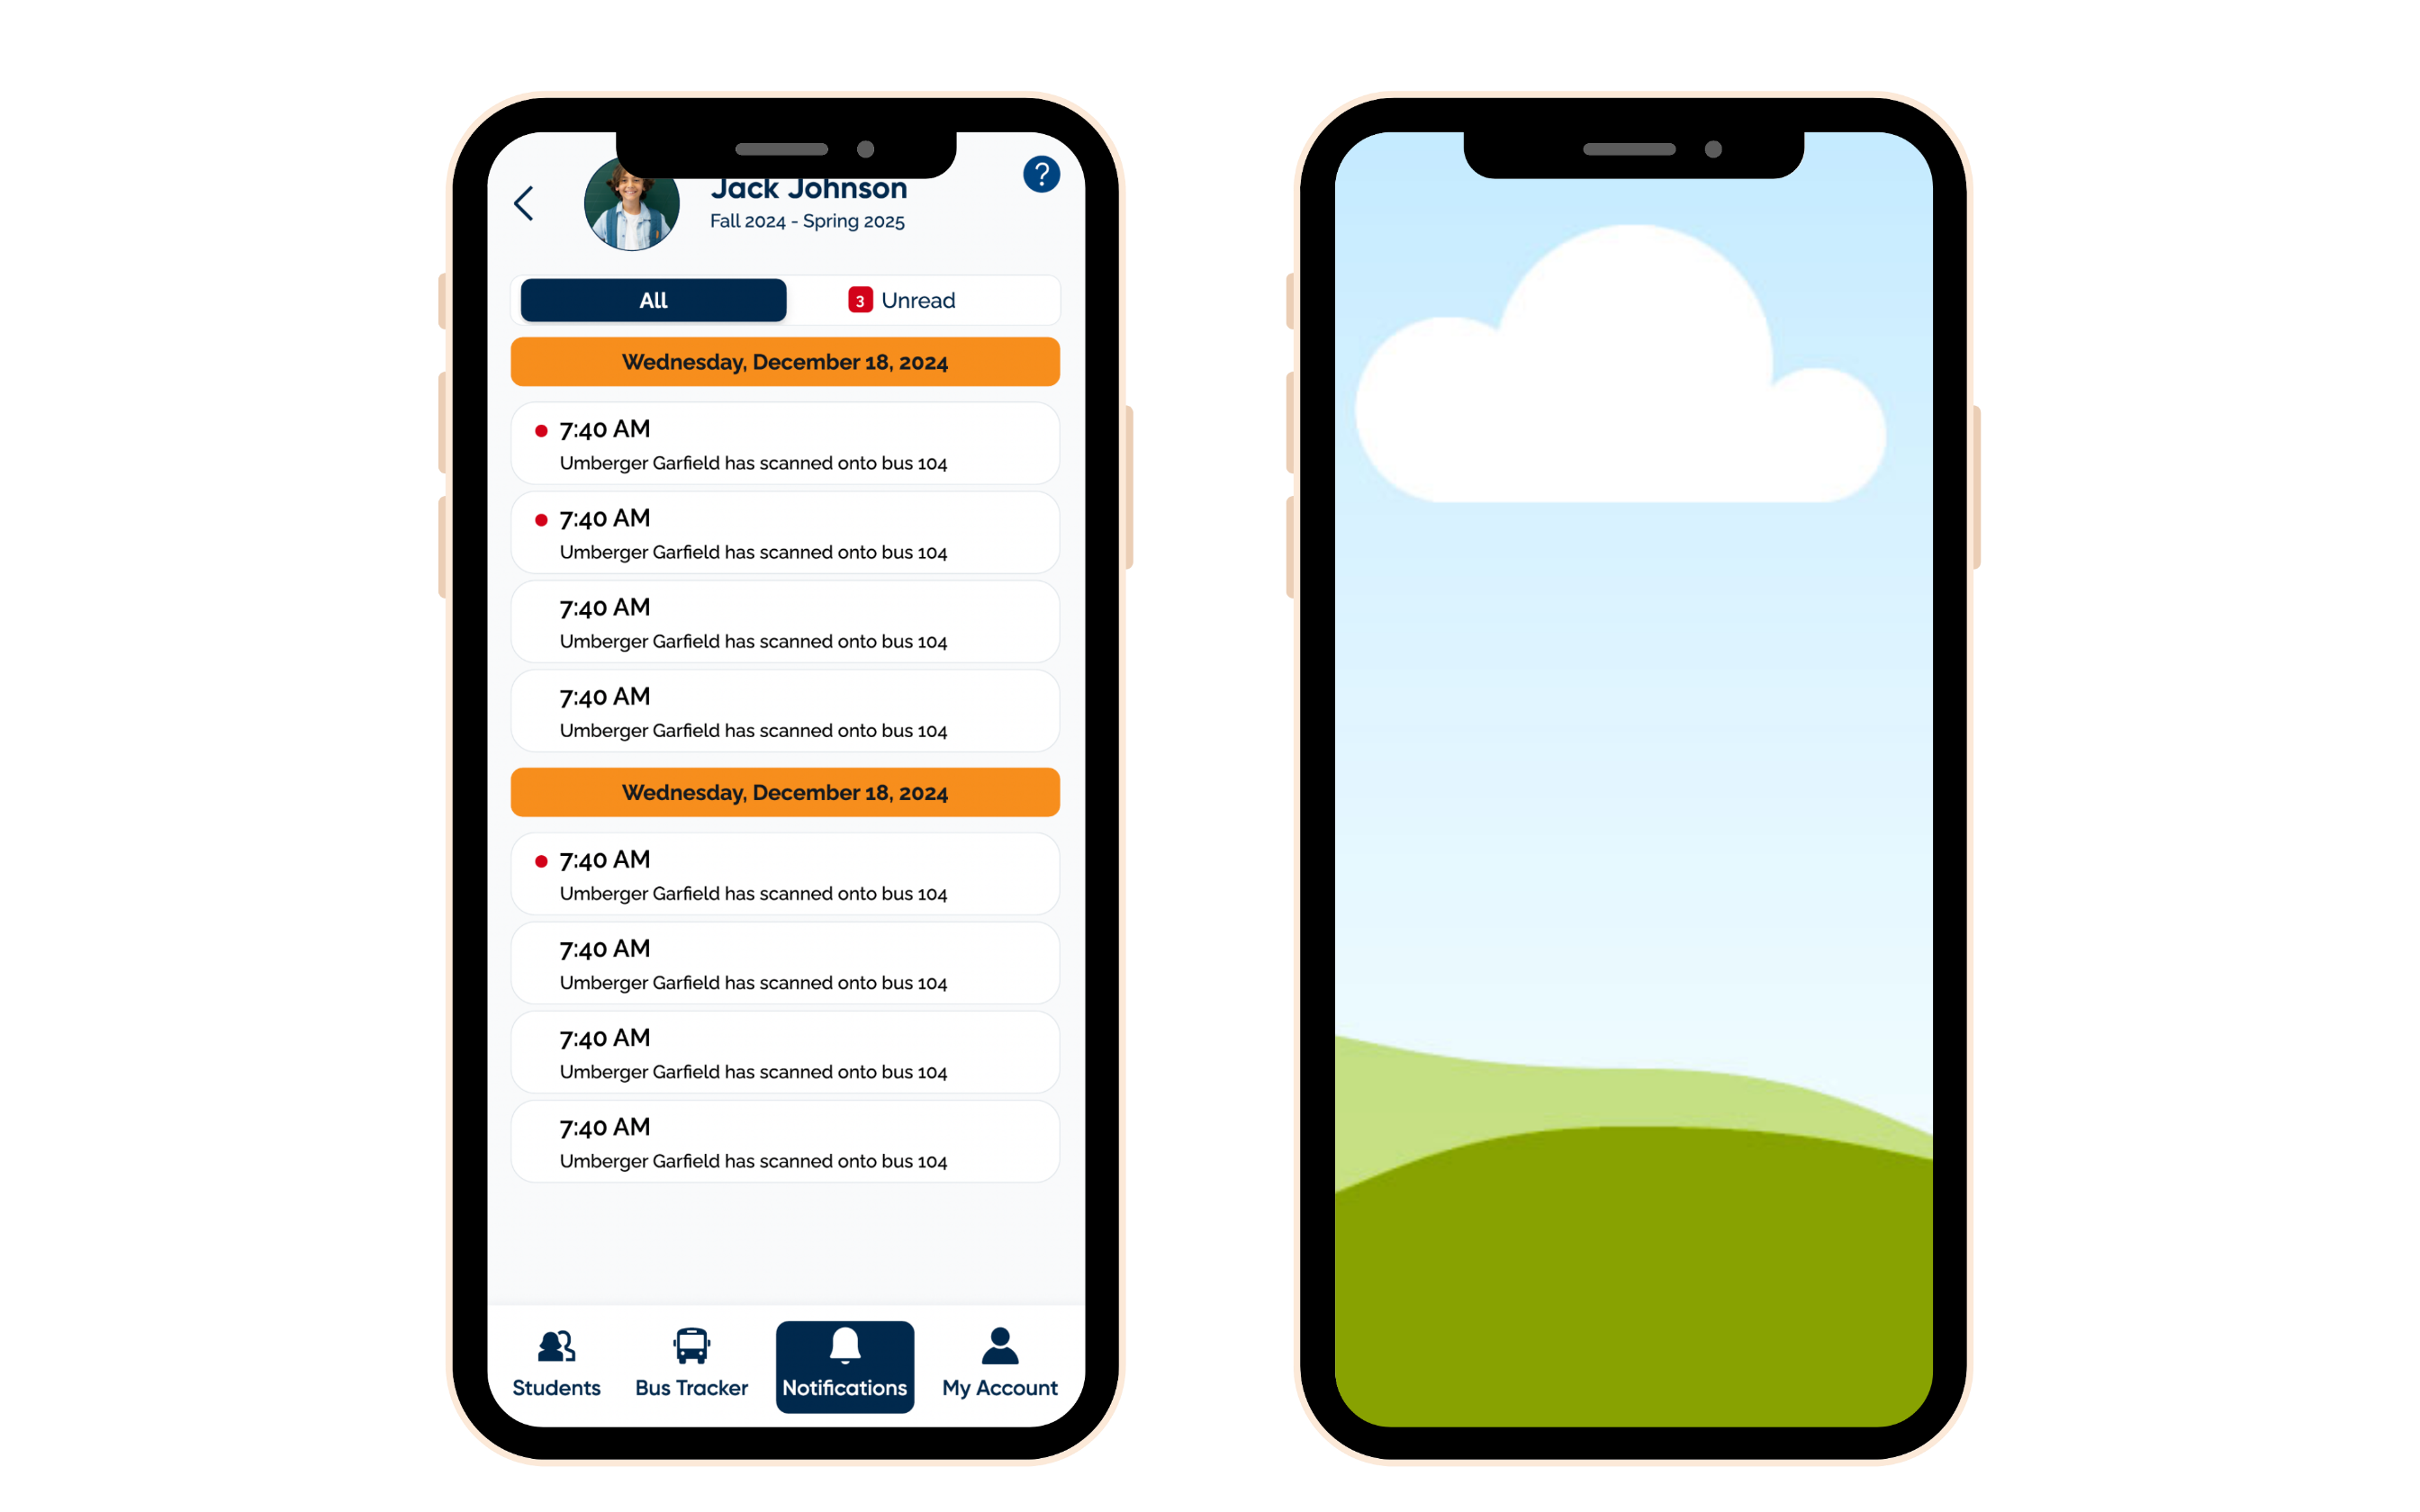 Jack Johnson
Fall 2024 - Spring 2025
?
All
3 Unread
Wednesday, December 18, 2024
7:40 AM
Umberger Garfield has scanned onto bus 104
7:40 AM
Umberger Garfield has scanned onto bus 104
7:40 AM
Umberger Garfield has scanned onto bus 104
7:40 AM
Umberger Garfield has scanned onto bus 104
Wednesday, December 18, 2024
7:40 AM
Umberger Garfield has scanned onto bus 104
7:40 AM
Umberger Garfield has scanned onto bus 104
7:40 AM
Umberger Garfield has scanned onto bus 104
7:40 AM
Umberger Garfield has scanned onto bus 104
Students Bus Tracker Notifications My Account